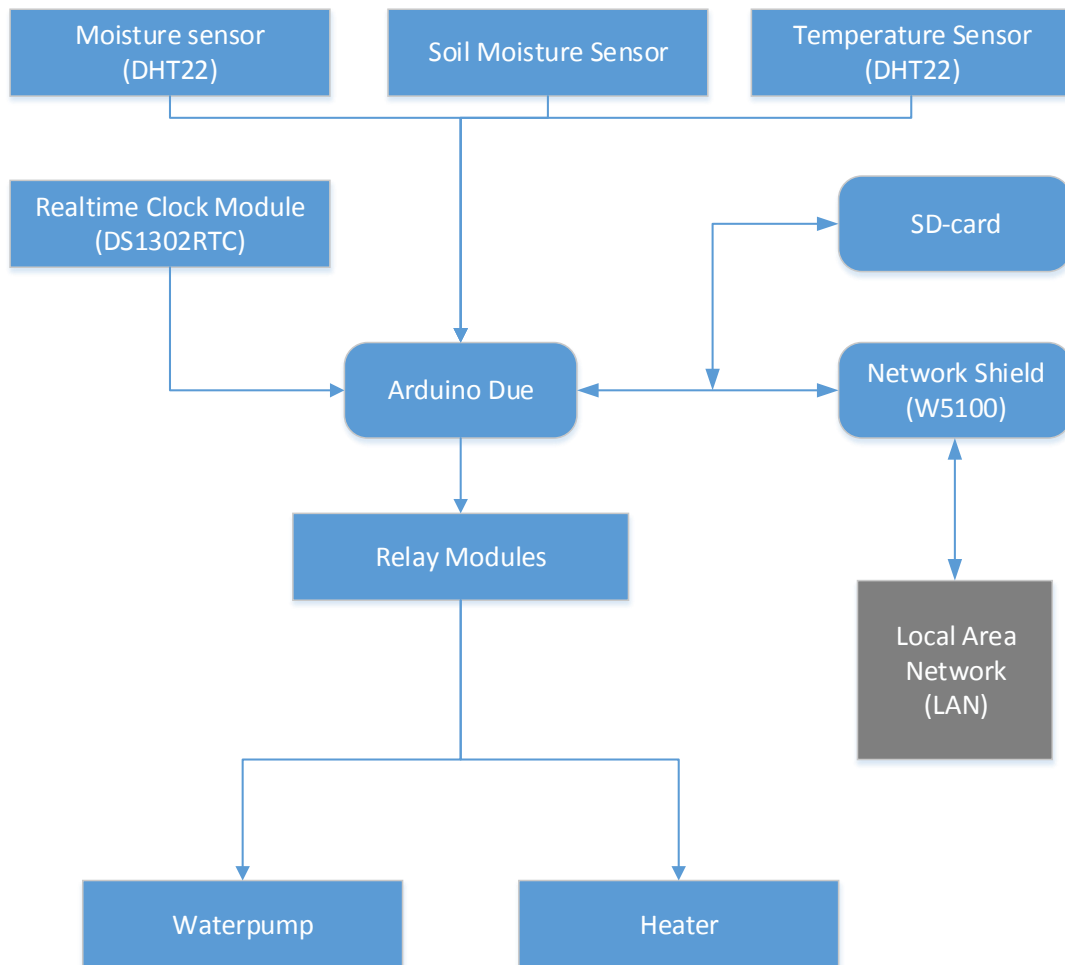 Moisture sensor
(DHT22)
Soil Moisture Sensor
Temperature Sensor
(DHT22)
Realtime Clock Module
(DS1302RTC)
SD-card
Arduino Due
Network Shield
(W5100)
Relay Modules
Local Area
Network
(LAN)
Waterpump
Heater